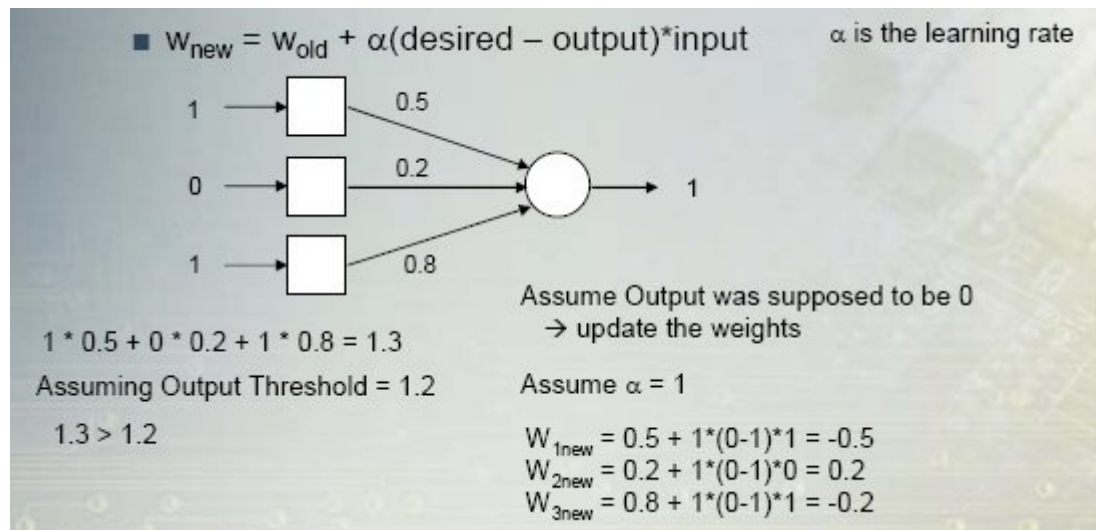 ■ wnew = wold + α(desired – output)*input
α is the learning rate
1
0.5
0
0.2
1
1
0.8
1 * 0.5 + 0 * 0.2 + 1 * 0.8 = 1.3
Assuming Output Threshold = 1.2
1.3 > 1.2
Assume Output was supposed to be 0
→ update the weights
Assume α = 1
W1new = 0.5 + 1*(0-1)*1 = -0.5
W2new = 0.2 + 1*(0-1)*0 = 0.2
W3new = 0.8 + 1*(0-1)*1 = -0.2